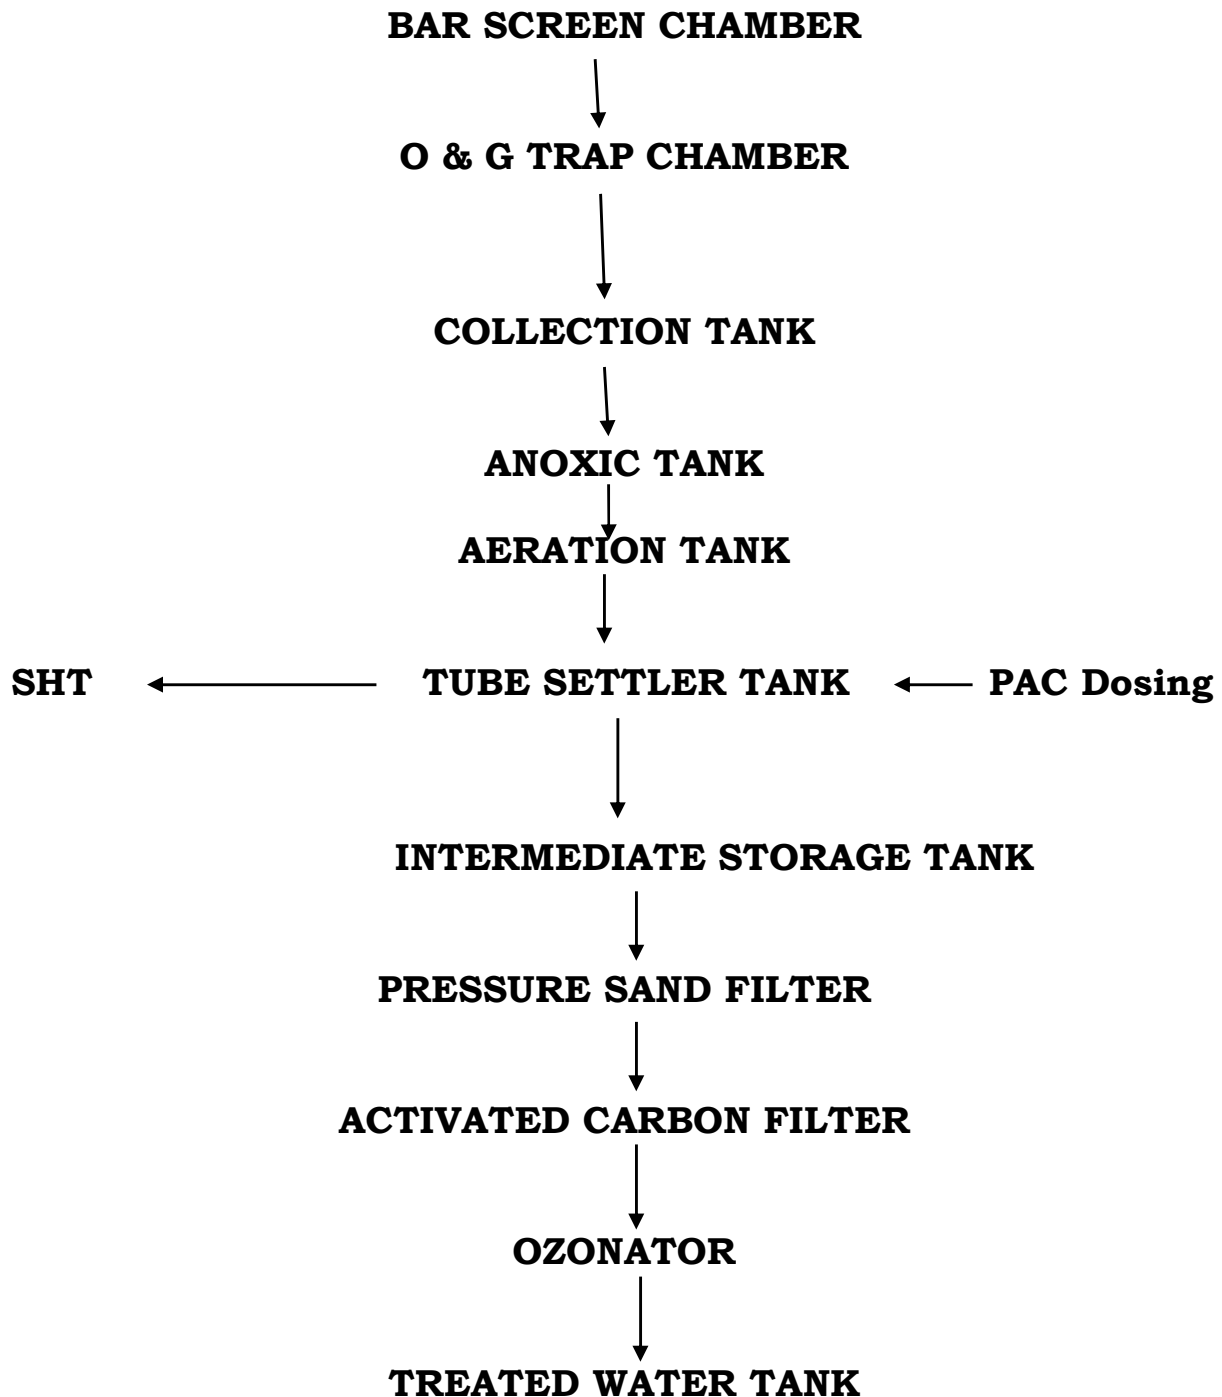 BAR SCREEN CHAMBER
O & G TRAP CHAMBER
COLLECTION TANK
ANOXIC TANK
AERATION TANK
SHT TUBE SETTLER TANK PAC Dosing
INTERMEDIATE STORAGE TANK
PRESSURE SAND FILTER
ACTIVATED CARBON FILTER
OZONATOR
TREATED WATER TANK